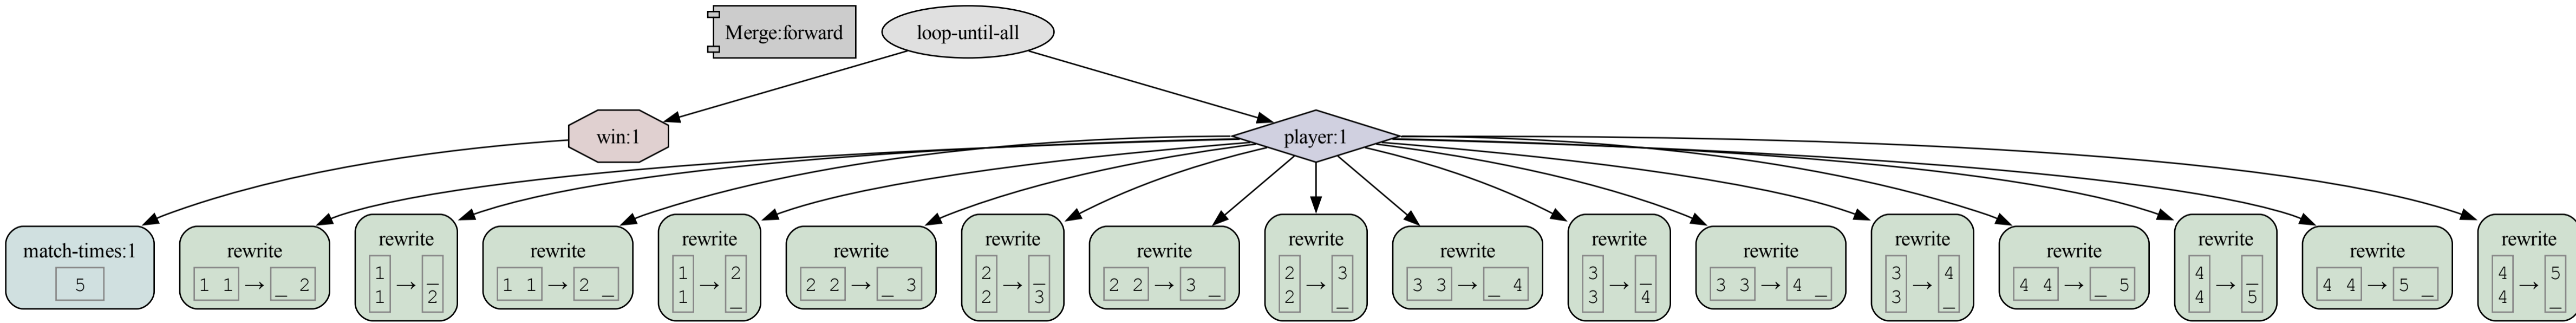 Merge:forward
loop-until-all
win:1
player:1
match-times:1
5
rewrite
1 1 → _ 2
rewrite
1 _
→
1 2
rewrite
1 1 → 2 _
rewrite
1 2
→
1 _
rewrite
2 2 → _ 3
rewrite
2 _
→
2 3
rewrite
2 2 → 3 _
rewrite
2 3
→
2 _
rewrite
3 3 → _ 4
rewrite
3 _
→
3 4
rewrite
3 3 → 4 _
rewrite
3 4
→
3 _
rewrite
4 4 → _ 5
rewrite
4 _
→
4 5
rewrite
4 4 → 5 _
rewrite
4 5
→
4 _